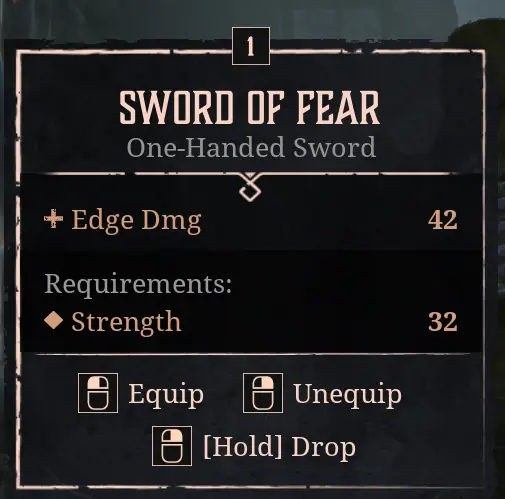 1
SWORD OF FEAR
One-Handed Sword
Edge Dmg 42
Requirements:
Strength 32
Equip Unequip
[Hold] Drop